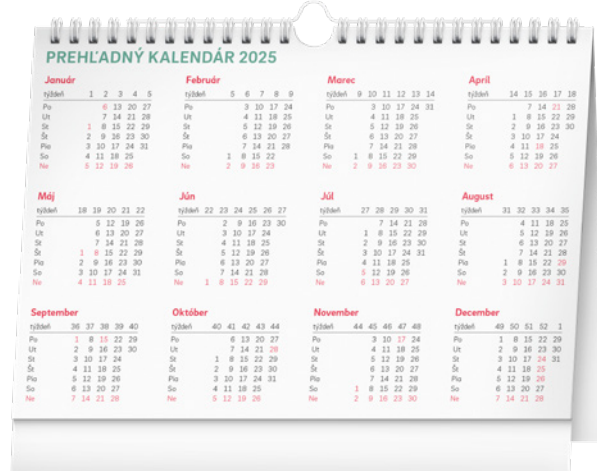 PREHĽADNÝ KALENDÁR 2025
Január
týždeň 1 2 3 4 5
Po 6 13 20 27
Ut 7 14 21 28
St 1 8 15 22 29
Št 2 9 16 23 30
Pia 3 10 17 24 31
So 4 11 18 25
Ne 5 12 19 26
Február
týždeň 5 6 7 8 9
Po 3 10 17 24
Ut 4 11 18 25
St 5 12 19 26
Št 6 13 20 27
Pia 7 14 21 28
So 1 8 15 22
Ne 2 9 16 23
Marec
týždeň 9 10 11 12 13 14
Po 3 10 17 24 31
Ut 4 11 18 25
St 5 12 19 26
Št 6 13 20 27
Pia 7 14 21 28
So 1 8 15 22 29
Ne 2 9 16 23 30
Apríl
týždeň 14 15 16 17 18
Po 7 14 21 28
Ut 1 8 15 22 29
St 2 9 16 23 30
Št 3 10 17 24
Pia 4 11 18 25
So 5 12 19 26
Ne 6 13 20 27
Máj
týždeň 18 19 20 21 22
Po 5 12 19 26
Ut 6 13 20 27
St 7 14 21 28
Št 1 8 15 22 29
Pia 2 9 16 23 30
So 3 10 17 24 31
Ne 4 11 18 25
Jún
týždeň 22 23 24 25 26 27
Po 2 9 16 23 30
Ut 3 10 17 24
St 4 11 18 25
Št 5 12 19 26
Pia 6 13 20 27
So 7 14 21 28
Ne 1 8 15 22 29
Júl
týždeň 27 28 29 30 31
Po 7 14 21 28
Ut 1 8 15 22 29
St 2 9 16 23 30
Št 3 10 17 24 31
Pia 4 11 18 25
So 5 12 19 26
Ne 6 13 20 27
August
týždeň 31 32 33 34 35
Po 4 11 18 25
Ut 5 12 19 26
St 6 13 20 27
Št 7 14 21 28
Pia 1 8 15 22 29
So 2 9 16 23 30
Ne 3 10 17 24 31
September
týždeň 36 37 38 39 40
Po 1 8 15 22 29
Ut 2 9 16 23 30
St 3 10 17 24
Št 4 11 18 25
Pia 5 12 19 26
So 6 13 20 27
Ne 7 14 21 28
Október
týždeň 40 41 42 43 44
Po 6 13 20 27
Ut 7 14 21 28
St 1 8 15 22 29
Št 2 9 16 23 30
Pia 3 10 17 24 31
So 4 11 18 25
Ne 5 12 19 26
November
týždeň 44 45 46 47 48
Po 3 10 17 24
Ut 4 11 18 25
St 5 12 19 26
Št 6 13 20 27
Pia 7 14 21 28
So 1 8 15 22 29
Ne 2 9 16 23 30
December
týždeň 49 50 51 52 1
Po 1 8 15 22 29
Ut 2 9 16 23 30
St 3 10 17 24 31
Št 4 11 18 25
Pia 5 12 19 26
So 6 13 20 27
Ne 7 14 21 28